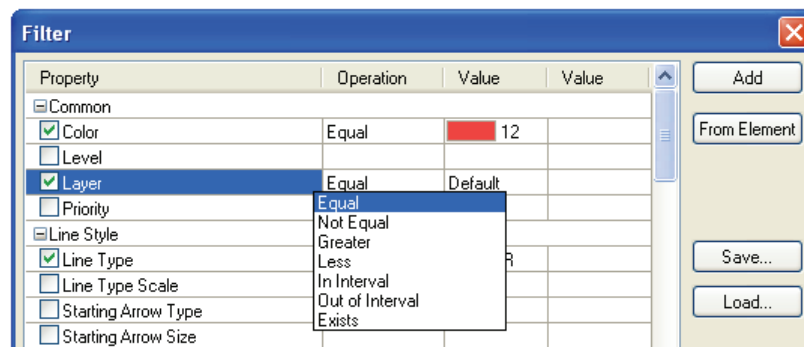 Filter
Property Operation Value Value Add
Common
Color Equal 12 From Element
Level
Layer Equal Default
Priority Equal
Not Equal
Line Style Greater
Line Type Less R Save...
Line Type Scale In Interval
Starting Arrow Type Out of Interval Load...
Starting Arrow Size Exists